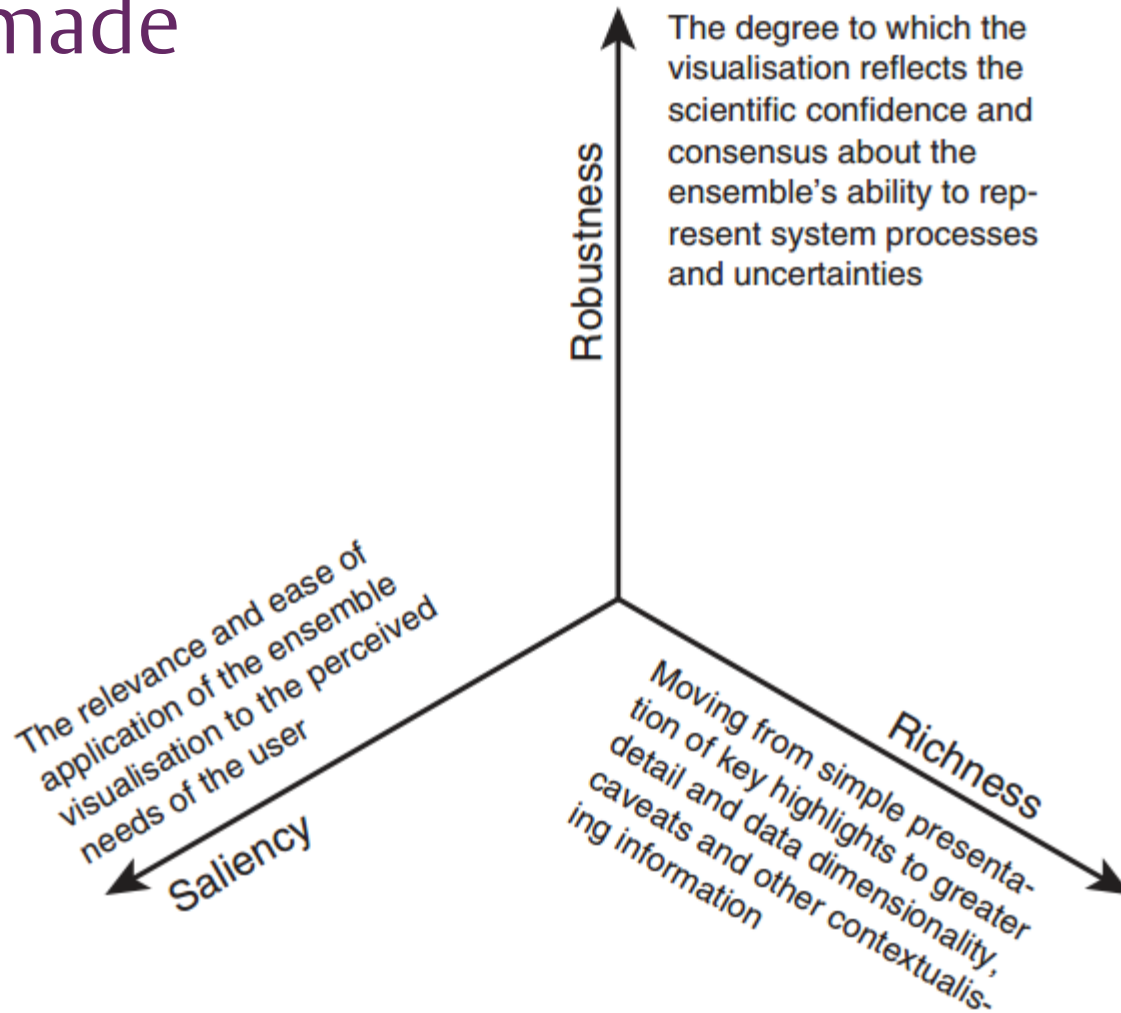 made
The degree to which the
visualisation reflects the
scientific confidence and
consensus about the
ensemble's ability to rep-
resent system processes
and uncertainties
Robustness
The relevance and ease of
application of the ensemble
visualisation to the perceived
needs of the user
Saliency
Richness
Moving from simple presenta-
tion of key highlights to greater
detail and data dimensionality,
caveats and other contextualis-
ing information